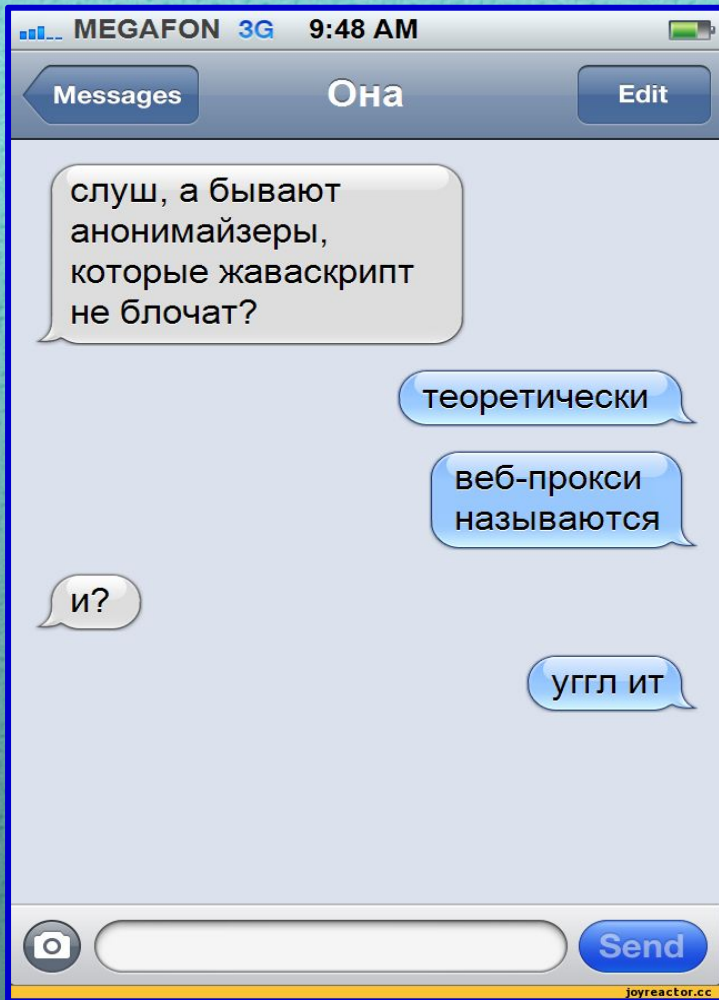 MEGAFON 3G 9:48 AM
Messages Она Edit
слуш, а бывают
анонимайзеры,
которые жаваскрипт
не блочат?
теоретически
веб-прокси
называются
и?
уггл ит
Send
joyreactor.cc